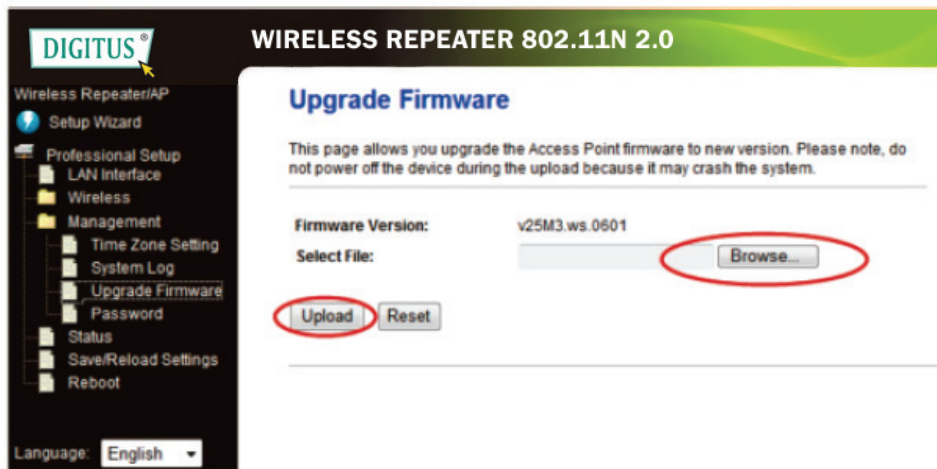 DIGITUS®
WIRELESS REPEATER 802.11N 2.0
Wireless Repeater/AP
Setup Wizard
Professional Setup
LAN Interface
Wireless
Management
Time Zone Setting
System Log
Upgrade Firmware
Password
Status
Save/Reload Settings
Reboot
Language: English
Upgrade Firmware
This page allows you upgrade the Access Point firmware to new version. Please note, do
not power off the device during the upload because it may crash the system.
Firmware Version: v25M3.ws.0601
Select File: Browse...
Upload Reset